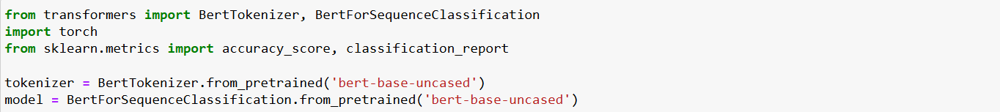 from transformers import BertTokenizer, BertForSequenceClassification
import torch
from sklearn.metrics import accuracy_score, classification_report

tokenizer = BertTokenizer.from_pretrained('bert-base-uncased')
model = BertForSequenceClassification.from_pretrained('bert-base-uncased')